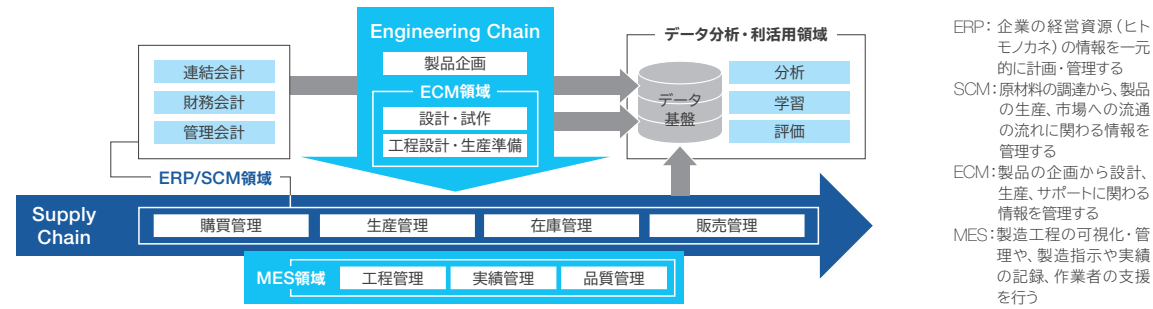 連結会計
財務会計
管理会計
ERP/SCM領域
Engineering Chain
製品企画
ECM領域
設計・試作
工程設計・生産準備
データ分析・利活用領域
データ
基盤
分析
学習
評価
Supply
Chain
購買管理
生産管理
在庫管理
販売管理
MES領域
工程管理
実績管理
品質管理
ERP：企業の経営資源（ヒト
モノカネ）の情報を一元
的に計画・管理する
SCM：原材料の調達から、製品
の生産、市場への流通
の流れに関わる情報を
管理する
ECM：製品の企画から設計、
生産、サポートに関わる
情報を管理する
MES：製造工程の可視化・管
理や、製造指示や実績
の記録、作業者の支援
を行う